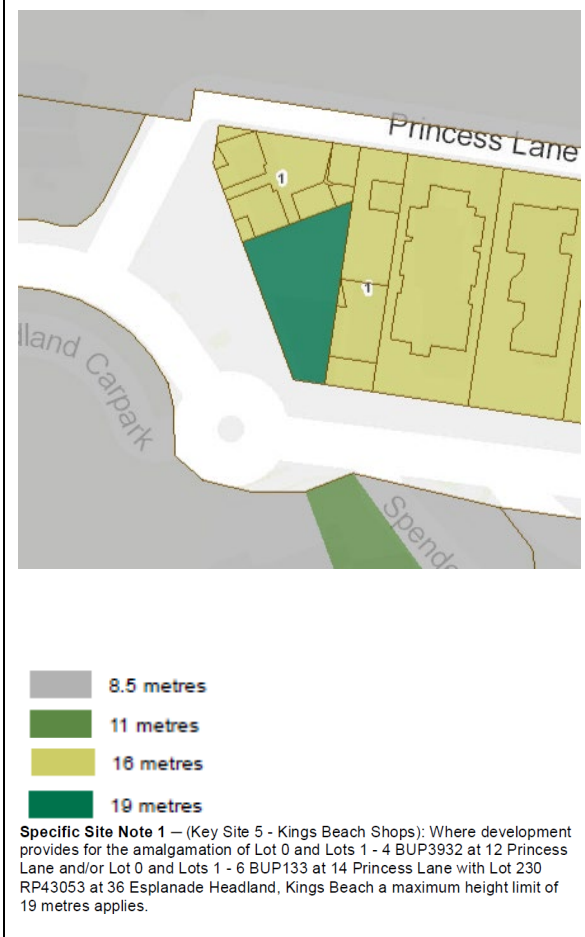 Princess Lane
1
1
dland Carpark
Spende
8.5 metres
11 metres
16 metres
19 metres
Specific Site Note 1 – (Key Site 5 - Kings Beach Shops): Where development
provides for the amalgamation of Lot 0 and Lots 1 - 4 BUP3932 at 12 Princess
Lane and/or Lot 0 and Lots 1 - 6 BUP133 at 14 Princess Lane with Lot 230
RP43053 at 36 Esplanade Headland, Kings Beach a maximum height limit of
19 metres applies.